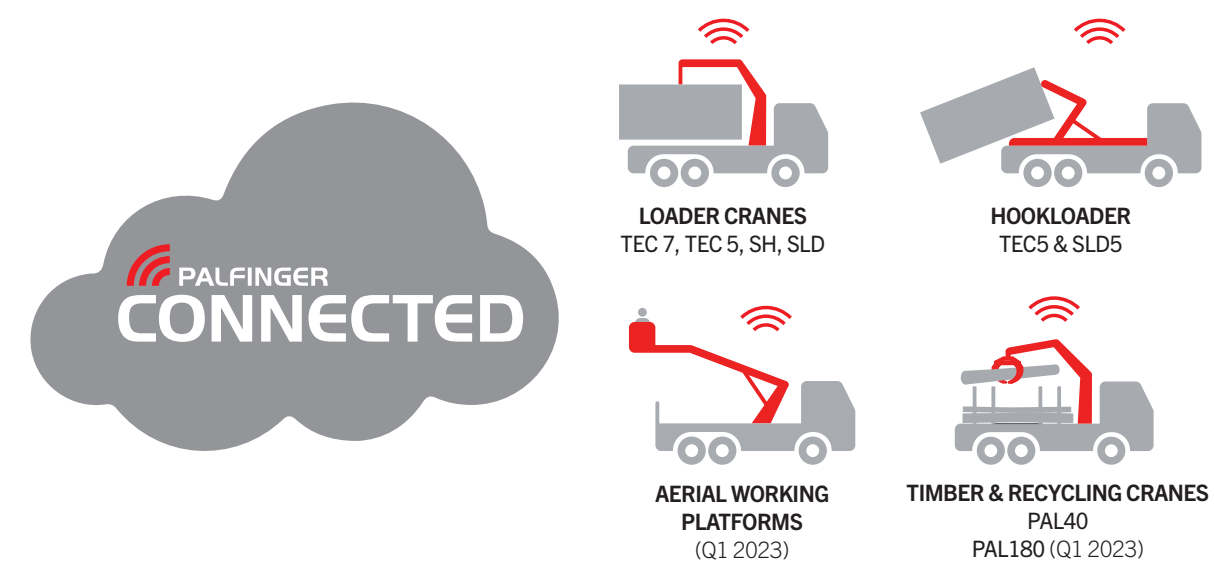 PALFINGER
CONNECTED
LOADER CRANES
TEC 7, TEC 5, SH, SLD
HOOKLOADER
TEC5 & SLD5
AERIAL WORKING
PLATFORMS
(Q1 2023)
TIMBER & RECYCLING CRANES
PAL40
PAL180 (Q1 2023)